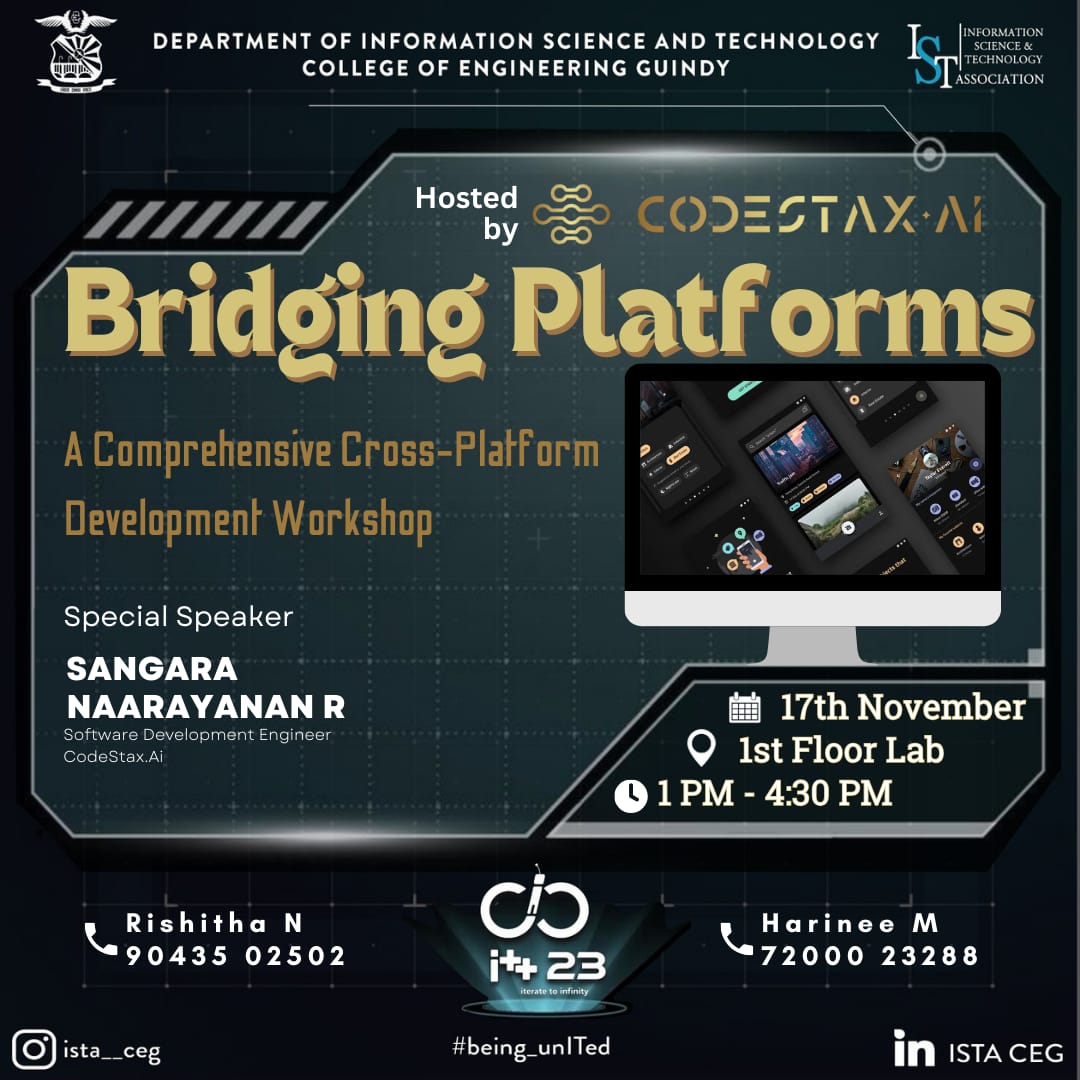 DEPARTMENT OF INFORMATION SCIENCE AND TECHNOLOGY
COLLEGE OF ENGINEERING GUINDY
IST
INFORMATION
SCIENCE &
TECHNOLOGY
ASSOCIATION
Hosted
by
CODESTAX.AI
Bridging Platforms
A Comprehensive Cross-Platform
Development Workshop
Special Speaker
SANGARA
NAARAYANAN R
Software Development Engineer
CodeStax.Ai
17th November
1st Floor Lab
1 PM - 4:30 PM
Rishitha N
90435 02502
i++ 23
iterate to infinity
Harinee M
72000 23288
ista__ceg
#being_unITed
in ISTA CEG